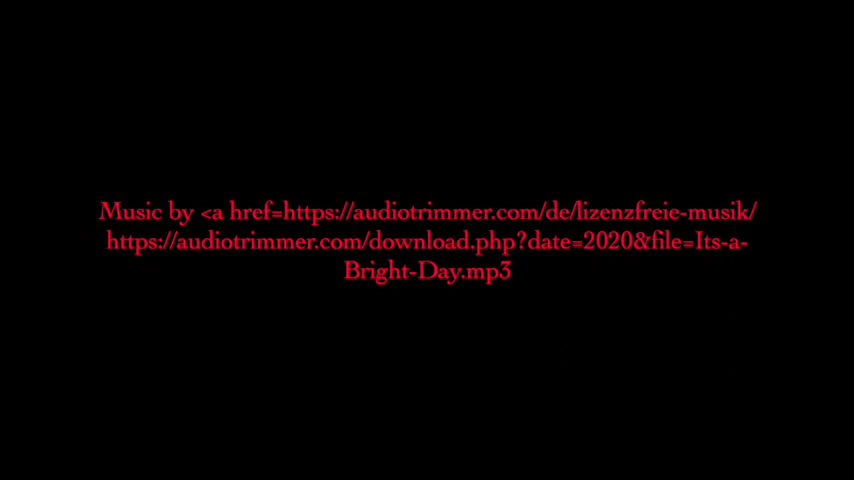 Music by <a href=https://audiotrimmer.com/de/lizenzfreie-musik/
https://audiotrimmer.com/download.php?date=2020&file=Its-a-
Bright-Day.mp3